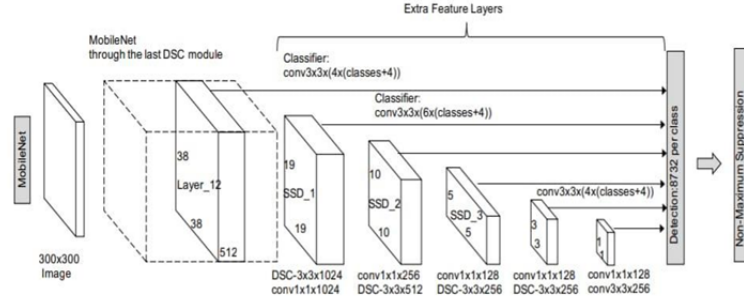 Extra Feature Layers
MobileNet
through the last DSC module
Classifier:
conv3x3x(4x(classes+4))
Classifier:
conv3x3x(6x(classes+4))
MobileNet
38
Layer_12
38
512
19
SSD_1
19
10
SSD_2
10
5
SSD_3
5
conv3x3x(4x(classes+4))
3
3
1
1
Detection:8732 per class
Non-Maximum Suppression
300x300
Image
DSC-3x3x1024
conv1x1x1024
conv1x1x256
DSC-3x3x512
conv1x1x128
DSC-3x3x256
conv1x1x128
DSC-3x3x256
conv1x1x128
conv3x3x256